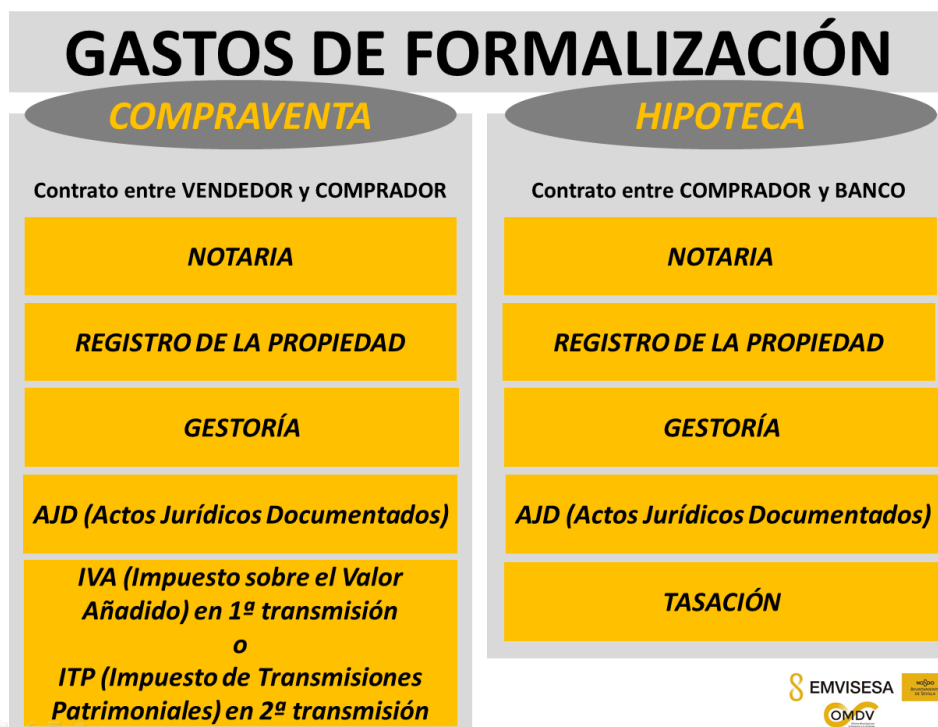 GASTOS DE FORMALIZACIÓN
COMPRAVENTA
Contrato entre VENDEDOR y COMPRADOR
NOTARIA
REGISTRO DE LA PROPIEDAD
GESTORÍA
AJD (Actos Jurídicos Documentados)
IVA (Impuesto sobre el Valor
Añadido) en 1ª transmisión
o
ITP (Impuesto de Transmisiones
Patrimoniales) en 2ª transmisión
HIPOTECA
Contrato entre COMPRADOR y BANCO
NOTARIA
REGISTRO DE LA PROPIEDAD
GESTORÍA
AJD (Actos Jurídicos Documentados)
TASACIÓN
EMVISESA
OMDV